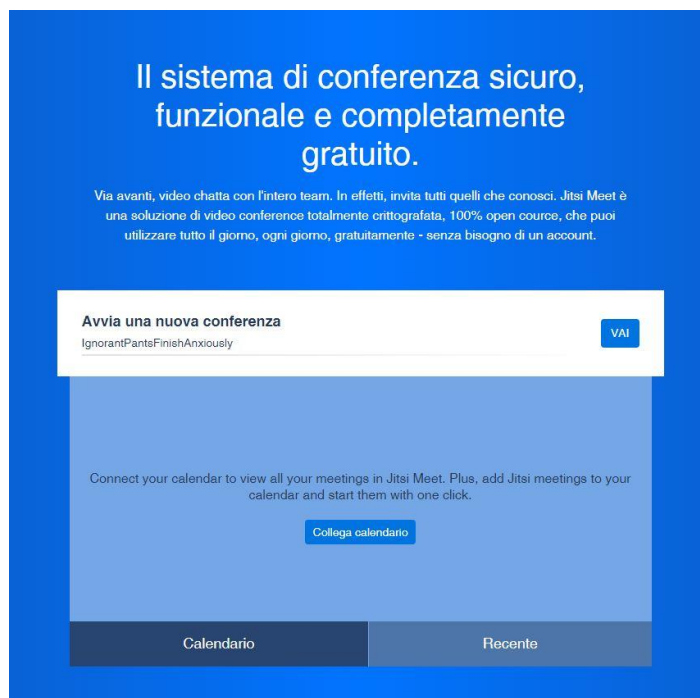 Il sistema di conferenza sicuro,
funzionale e completamente
gratuito.
Via avanti, video chatta con l'intero team. In effetti, invita tutti quelli che conosci. Jitsi Meet è
una soluzione di video conference totalmente crittografata, 100% open cource, che puoi
utilizzare tutto il giorno, ogni giorno, gratuitamente - senza bisogno di un account.
Avvia una nuova conferenza
IgnorantPantsFinishAnxiously
VAI
Connect your calendar to view all your meetings in Jitsi Meet. Plus, add Jitsi meetings to your
calendar and start them with one click.
Collega calendario
Calendario
Recente